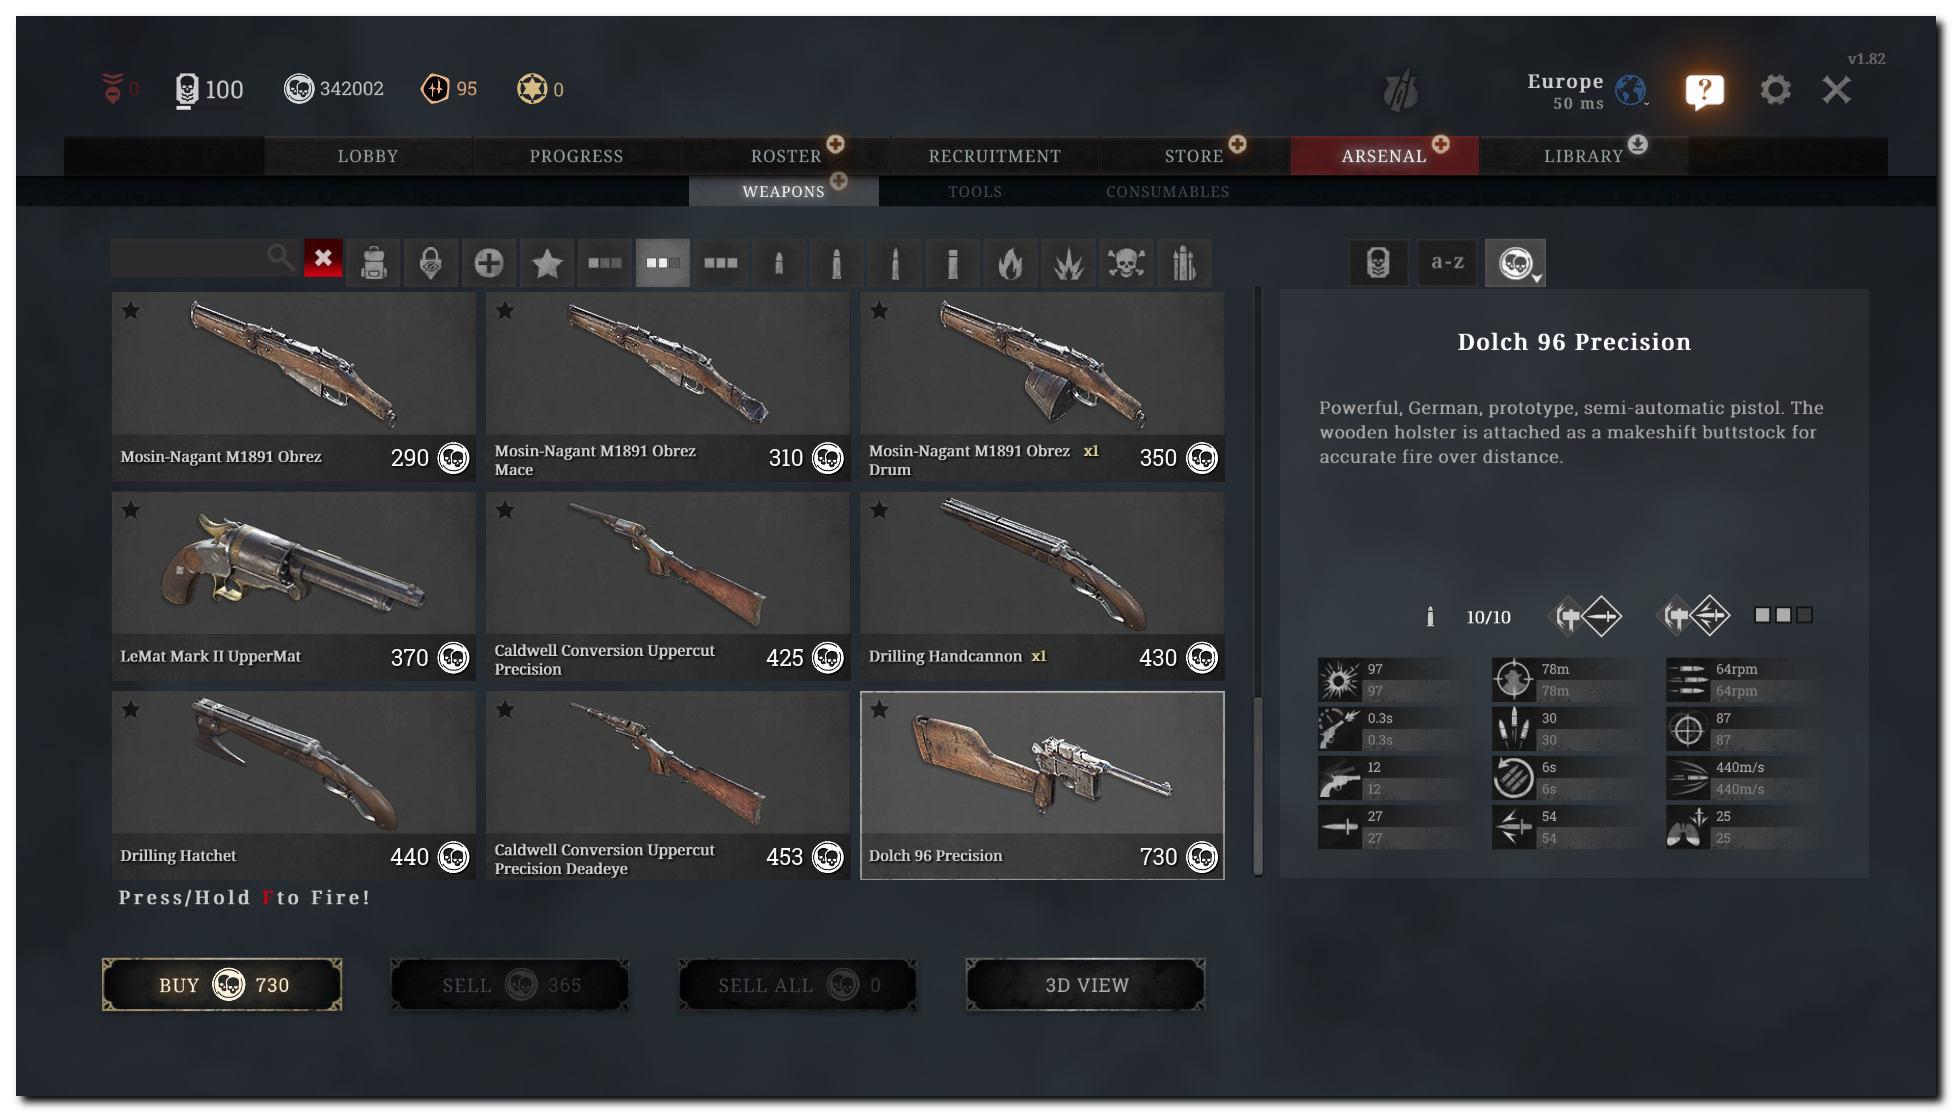 v1.82
0 100 342002 95 0 Europe
50 ms
LOBBY PROGRESS ROSTER RECRUITMENT STORE ARSENAL LIBRARY
WEAPONS TOOLS CONSUMABLES
a-z
Mosin-Nagant M1891 Obrez 290
Mosin-Nagant M1891 Obrez
Mace 310
Mosin-Nagant M1891 Obrez x1
Drum 350
LeMat Mark II UpperMat 370
Caldwell Conversion Uppercut
Precision 425
Drilling Handcannon x1 430
Drilling Hatchet 440
Caldwell Conversion Uppercut
Precision Deadeye 453
Dolch 96 Precision 730
Dolch 96 Precision
Powerful, German, prototype, semi-automatic pistol. The
wooden holster is attached as a makeshift buttstock for
accurate fire over distance.
10/10
97 78m 64rpm
97 78m 64rpm
0.3s 30 87
0.3s 30 87
12 6s 440m/s
12 6s 440m/s
27 54 25
27 54 25
Press/Hold F to Fire!
BUY 730 SELL 365 SELL ALL 0 3D VIEW